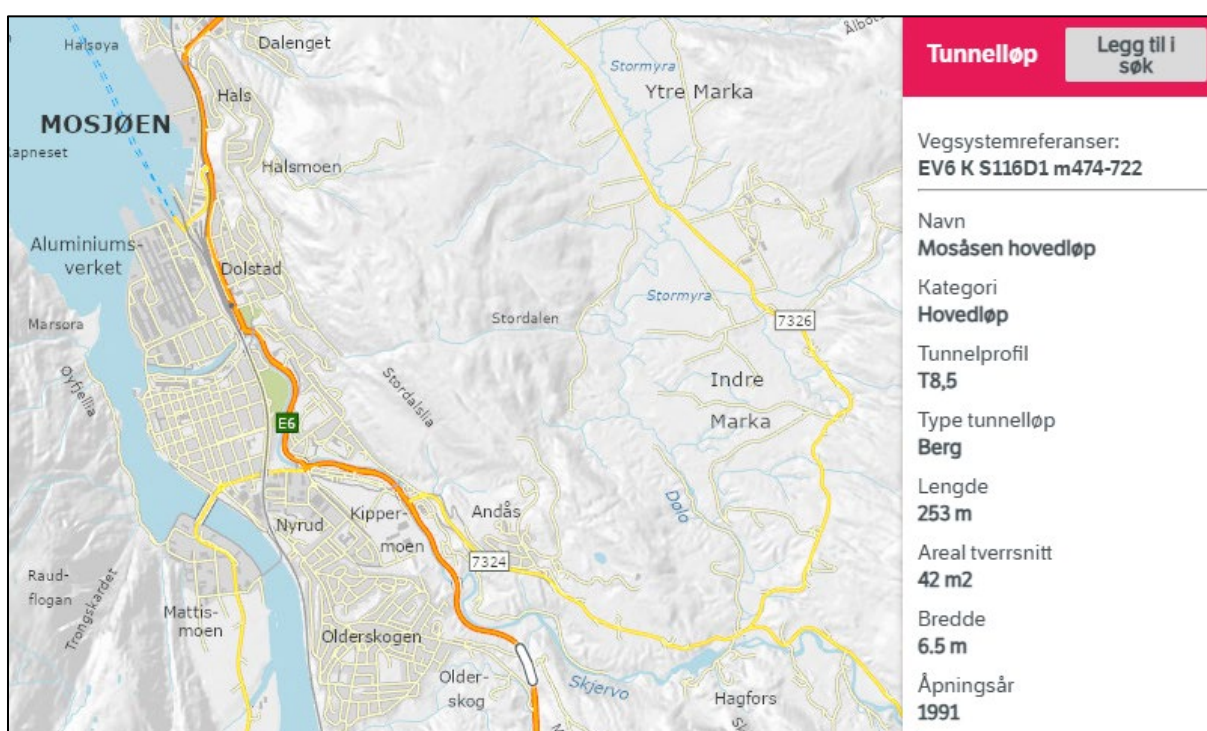 Halsøya
Dalenget
Stormyra
Ytre Marka
Hals
MOSJØEN
Halsmoen
Aluminiums-
verket
Dolstad
Stormyra
Marsora
Stordalen
7326
Øyfjellia
Stordalslia
Indre
Marka
E6
Dolo
Nyrud
Kipper-
moen
Andås
7324
Raud-
flogan
Trongskardet
Mattis-
moen
Olderskogen
Older-
skog
Skjervo
Hagfors
Tunnelløp
Legg til i
søk
Vegsystemreferanser:
EV6 K S116D1 m474-722
Navn
Mosåsen hovedløp
Kategori
Hovedløp
Tunnelprofil
T8,5
Type tunnelløp
Berg
Lengde
253 m
Areal tverrsnitt
42 m2
Bredde
6.5 m
Åpningsår
1991